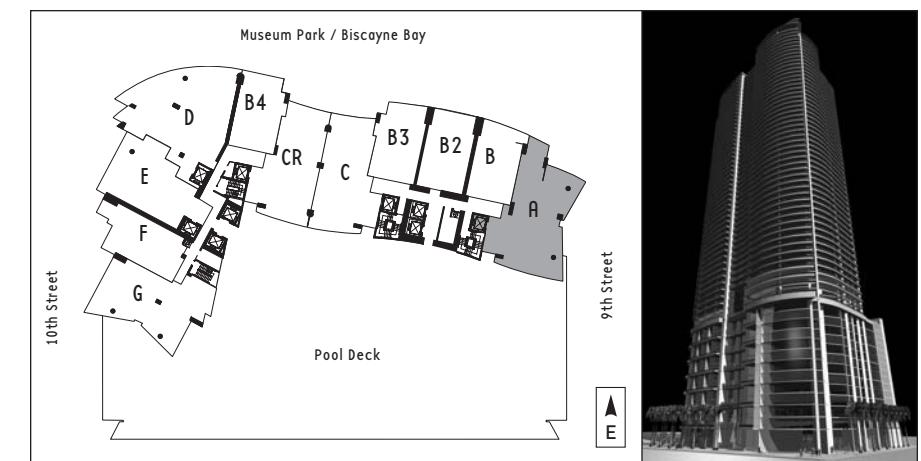 Museum Park / Biscayne Bay
B4
D
B3
B2
CR
B
C
E
A
F
G
10th Street
9th Street
Pool Deck
E